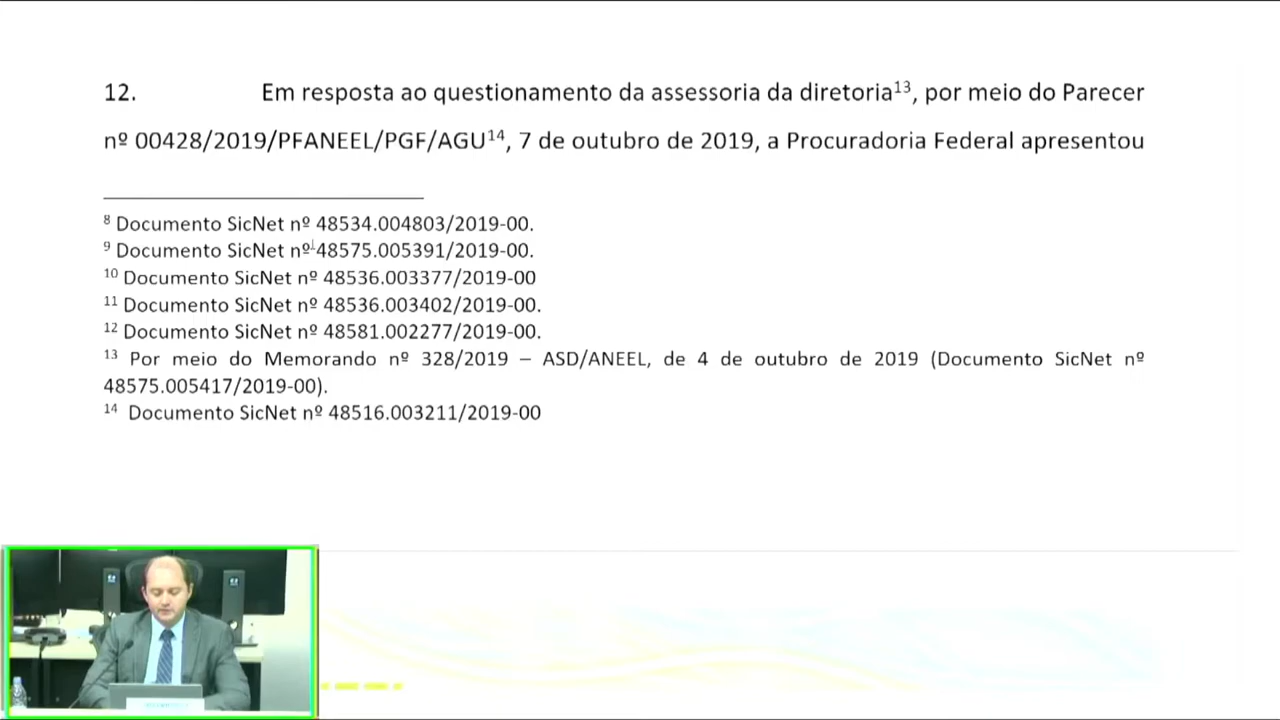 12. Em resposta ao questionamento da assessoria da diretoria¹³, por meio do Parecer
nº 00428/2019/PFANEEL/PGF/AGU¹⁴, 7 de outubro de 2019, a Procuradoria Federal apresentou
⁸ Documento SicNet nº 48534.004803/2019-00.
⁹ Documento SicNet nº 48575.005391/2019-00.
¹⁰ Documento SicNet nº 48536.003377/2019-00
¹¹ Documento SicNet nº 48536.003402/2019-00.
¹² Documento SicNet nº 48581.002277/2019-00.
¹³ Por meio do Memorando nº 328/2019 – ASD/ANEEL, de 4 de outubro de 2019 (Documento SicNet nº
48575.005417/2019-00).
¹⁴ Documento SicNet nº 48516.003211/2019-00